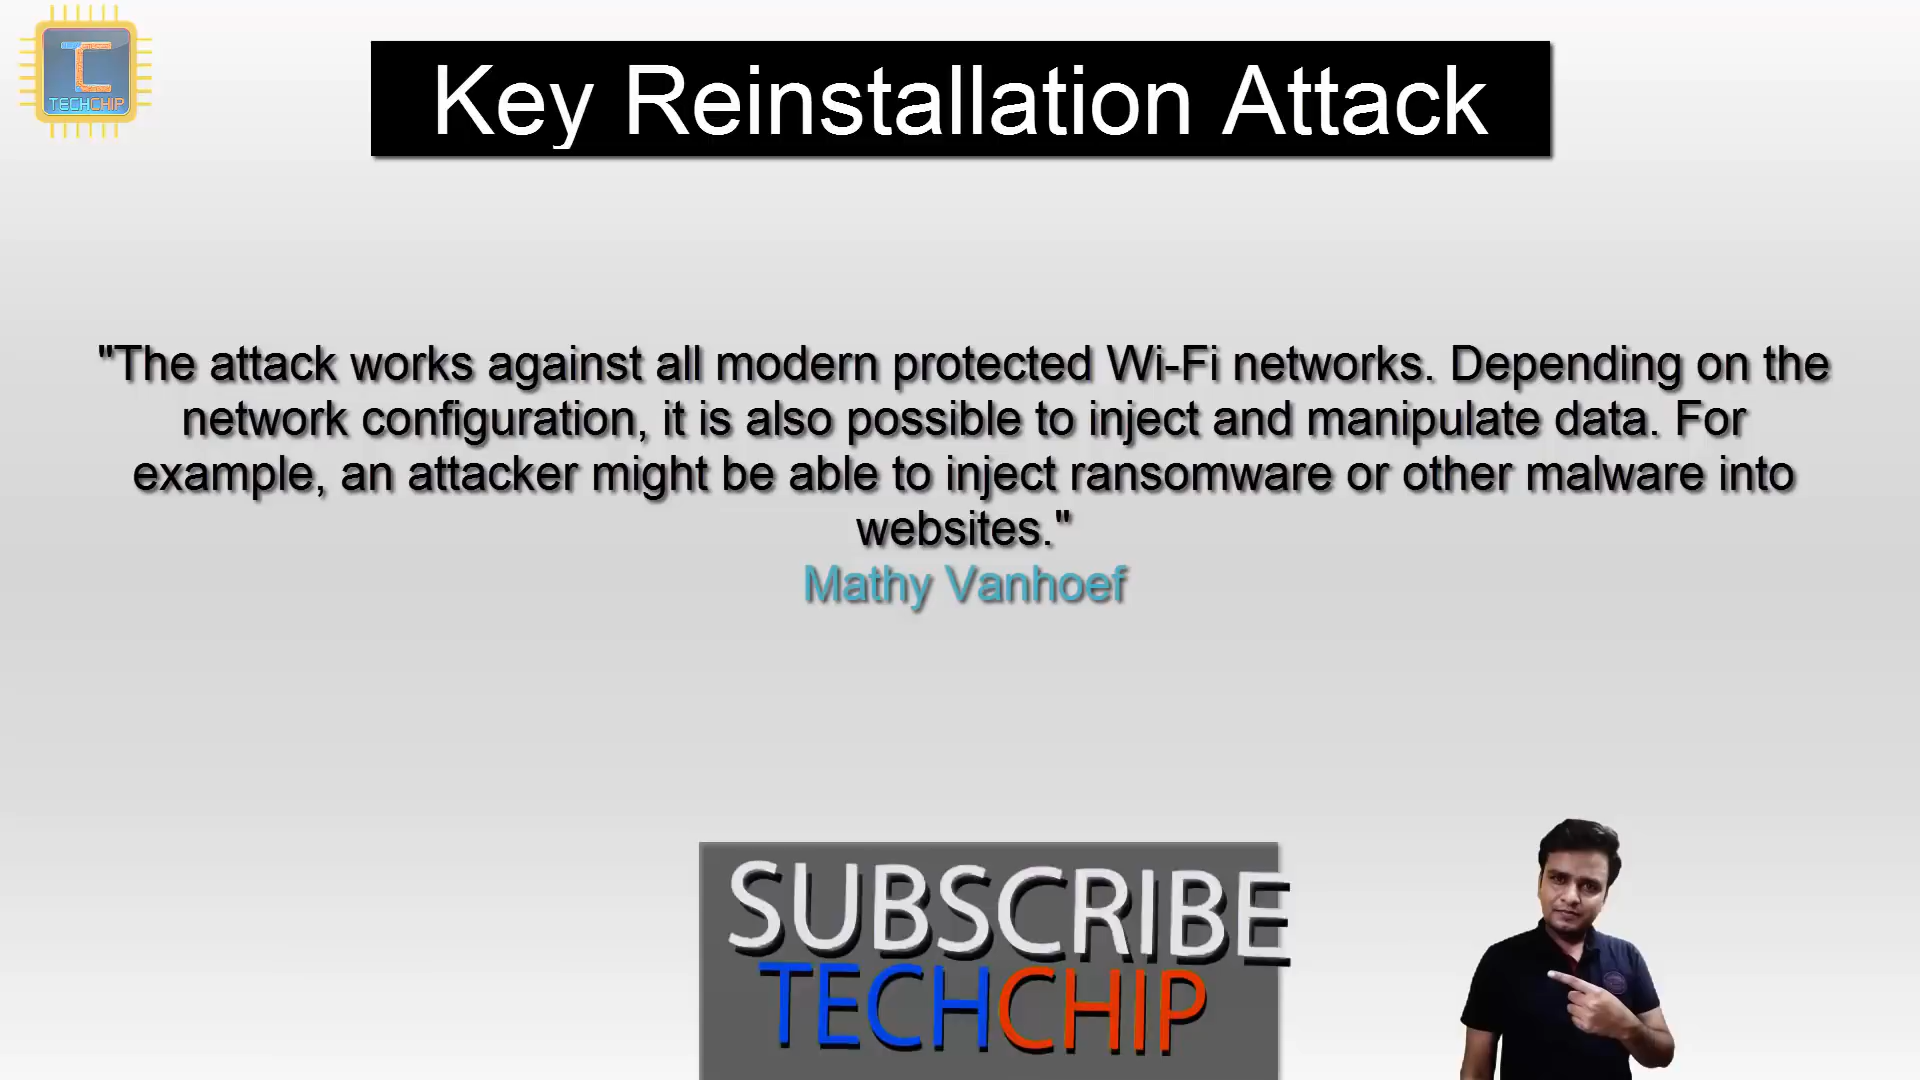 TC
TECHCHIP
Key Reinstallation Attack
"The attack works against all modern protected Wi-Fi networks. Depending on the
network configuration, it is also possible to inject and manipulate data. For
example, an attacker might be able to inject ransomware or other malware into
websites."
Mathy Vanhoef
SUBSCRIBE
TECHCHIP